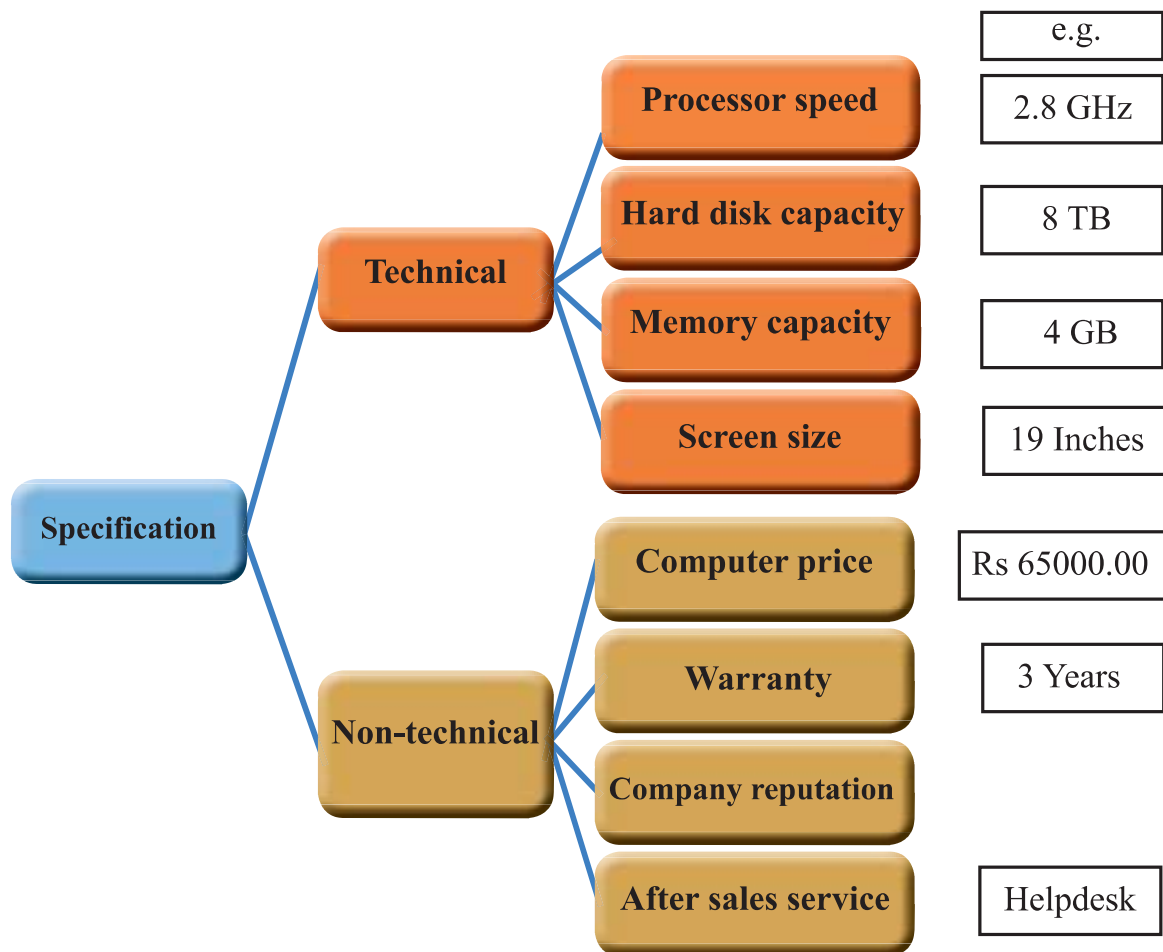 e.g.
Processor speed
2.8 GHz
Hard disk capacity
8 TB
Technical
Memory capacity
4 GB
Screen size
19 Inches
Specification
Computer price
Rs 65000.00
Warranty
3 Years
Non-technical
Company reputation
After sales service
Helpdesk